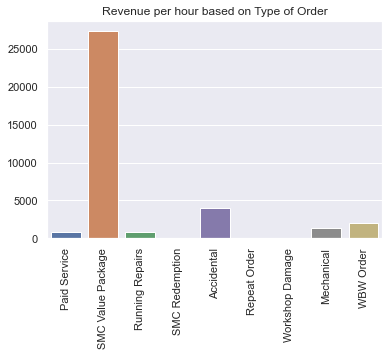 Revenue per hour based on Type of Order
25000
20000
15000
10000
5000
0
Paid Service
SMC Value Package
Running Repairs
SMC Redemption
Accidental
Repeat Order
Workshop Damage
Mechanical
WBW Order